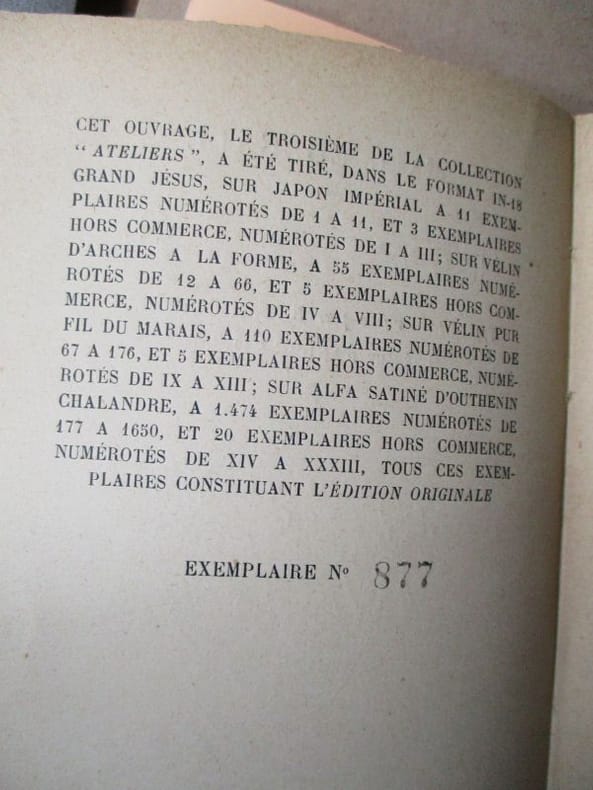 CET OUVRAGE, LE TROISIÈME DE LA COLLECTION
“ ATELIERS ”, A ÉTÉ TIRÉ, DANS LE FORMAT IN-18
GRAND JÉSUS, SUR JAPON IMPÉRIAL A 11 EXEM-
PLAIRES NUMÉROTÉS DE 1 A 11, ET 3 EXEMPLAIRES
HORS COMMERCE, NUMÉROTÉS DE I A III; SUR VÉLIN
D'ARCHES A LA FORME, A 55 EXEMPLAIRES NUMÉ-
ROTÉS DE 12 A 66, ET 5 EXEMPLAIRES HORS COM-
MERCE, NUMÉROTÉS DE IV A VIII; SUR VÉLIN PUR
FIL DU MARAIS, A 110 EXEMPLAIRES NUMÉROTÉS DE
67 A 176, ET 5 EXEMPLAIRES HORS COMMERCE, NUMÉ-
ROTÉS DE IX A XIII; SUR ALFA SATINÉ D'OUTHENIN
CHALANDRE, A 1.474 EXEMPLAIRES NUMÉROTÉS DE
177 A 1650, ET 20 EXEMPLAIRES HORS COMMERCE,
NUMÉROTÉS DE XIV A XXXIII, TOUS CES EXEM-
PLAIRES CONSTITUANT L'ÉDITION ORIGINALE
EXEMPLAIRE Nº 877